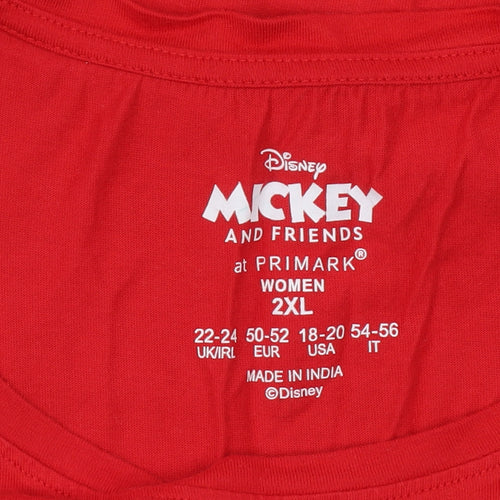 Disney
MICKEY
AND FRIENDS
at PRIMARK®
WOMEN
2XL
22-24 50-52 18-20 54-56
UK/IRL EUR USA IT
MADE IN INDIA
©Disney